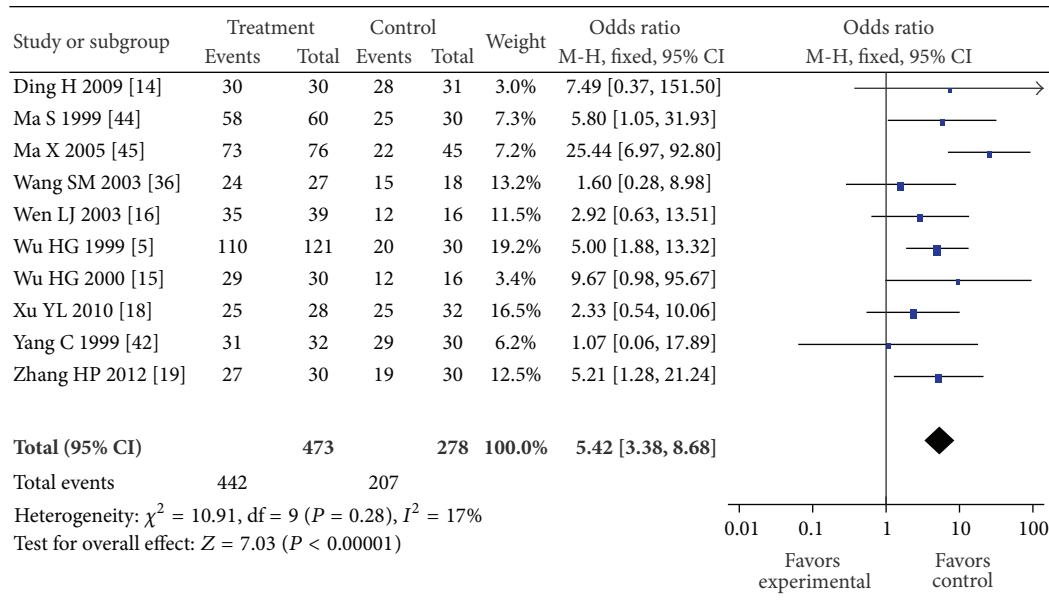 Study or subgroup Treatment Control Weight Odds ratio Odds ratio
Events Total Events Total M-H, fixed, 95% CI M-H, fixed, 95% CI
Ding H 2009 [14] 30 30 28 31 3.0% 7.49 [0.37, 151.50]
Ma S 1999 [44] 58 60 25 30 7.3% 5.80 [1.05, 31.93]
Ma X 2005 [45] 73 76 22 45 7.2% 25.44 [6.97, 92.80]
Wang SM 2003 [36] 24 27 15 18 13.2% 1.60 [0.28, 8.98]
Wen LJ 2003 [16] 35 39 12 16 11.5% 2.92 [0.63, 13.51]
Wu HG 1999 [5] 110 121 20 30 19.2% 5.00 [1.88, 13.32]
Wu HG 2000 [15] 29 30 12 16 3.4% 9.67 [0.98, 95.67]
Xu YL 2010 [18] 25 28 25 32 16.5% 2.33 [0.54, 10.06]
Yang C 1999 [42] 31 32 29 30 6.2% 1.07 [0.06, 17.89]
Zhang HP 2012 [19] 27 30 19 30 12.5% 5.21 [1.28, 21.24]
Total (95% CI) 473 278 100.0% 5.42 [3.38, 8.68]
Total events 442 207
Heterogeneity: χ² = 10.91, df = 9 (P = 0.28), I² = 17%
Test for overall effect: Z = 7.03 (P < 0.00001)
0.01 0.1 1 10 100
Favors experimental Favors control